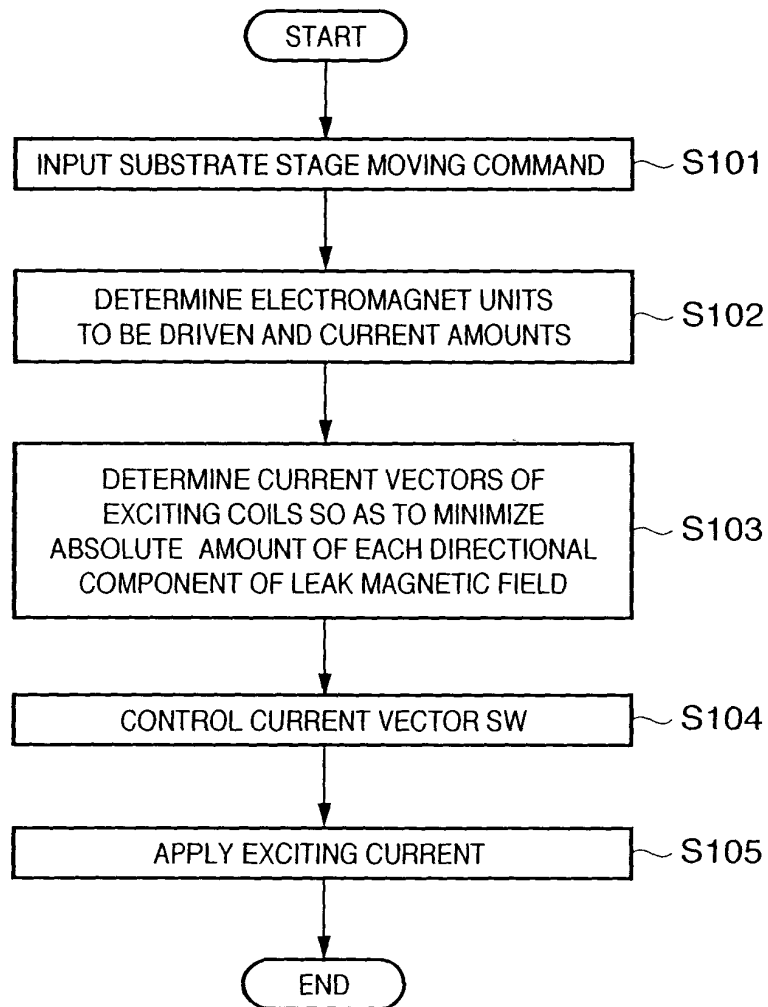 START
INPUT SUBSTRATE STAGE MOVING COMMAND
S101
DETERMINE ELECTROMAGNET UNITS
TO BE DRIVEN AND CURRENT AMOUNTS
S102
DETERMINE CURRENT VECTORS OF
EXCITING COILS SO AS TO MINIMIZE
ABSOLUTE AMOUNT OF EACH DIRECTIONAL
COMPONENT OF LEAK MAGNETIC FIELD
S103
CONTROL CURRENT VECTOR SW
S104
APPLY EXCITING CURRENT
S105
END